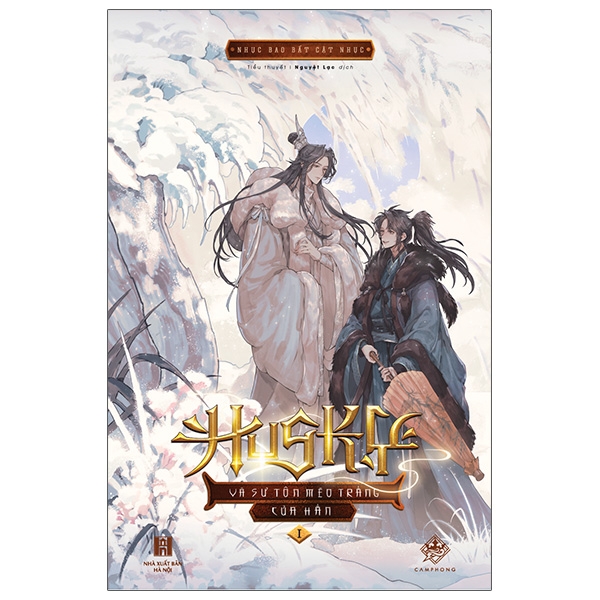 NHỤC BAO BẤT CẬT NHỤC
Tiểu thuyết | Nguyệt Lạc dịch
HUSKY
VÀ SƯ TÔN MÈO TRẮNG
CỦA HẮN
I
NHÀ XUẤT BẢN
HÀ NỘI
CAMPHONG